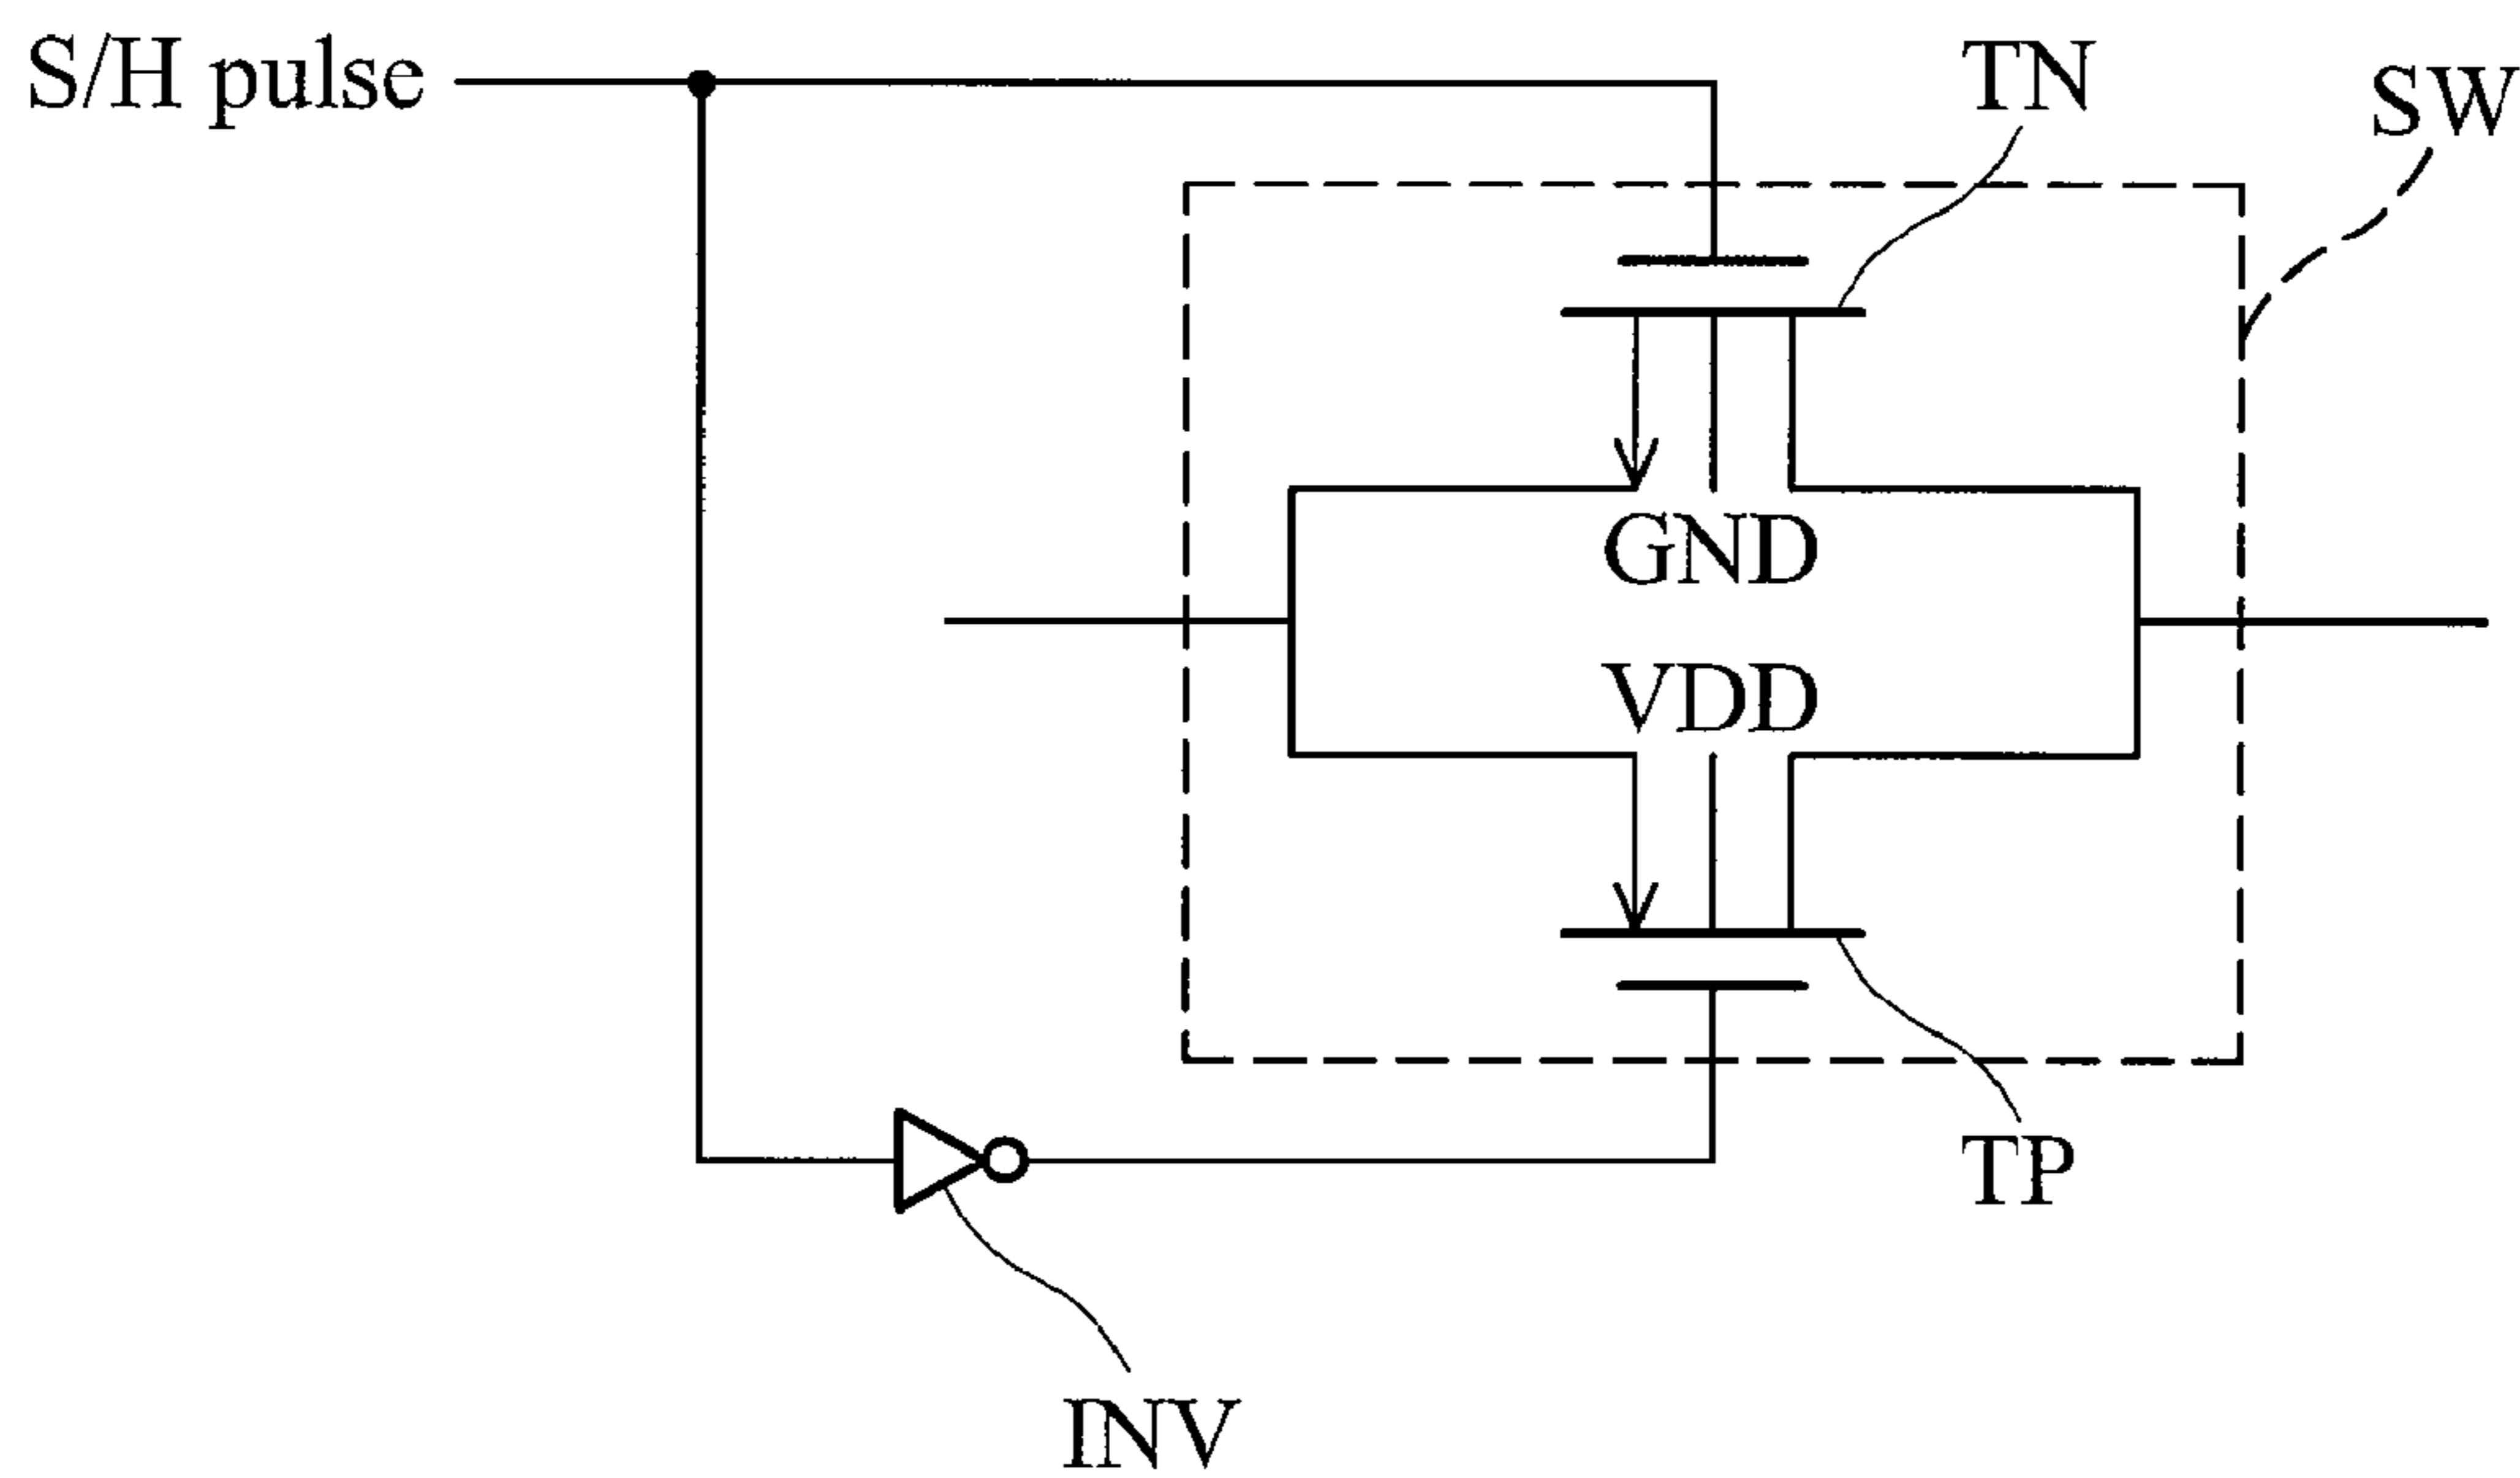 S/H pulse
TN
SW
GND
VDD
TP
INV